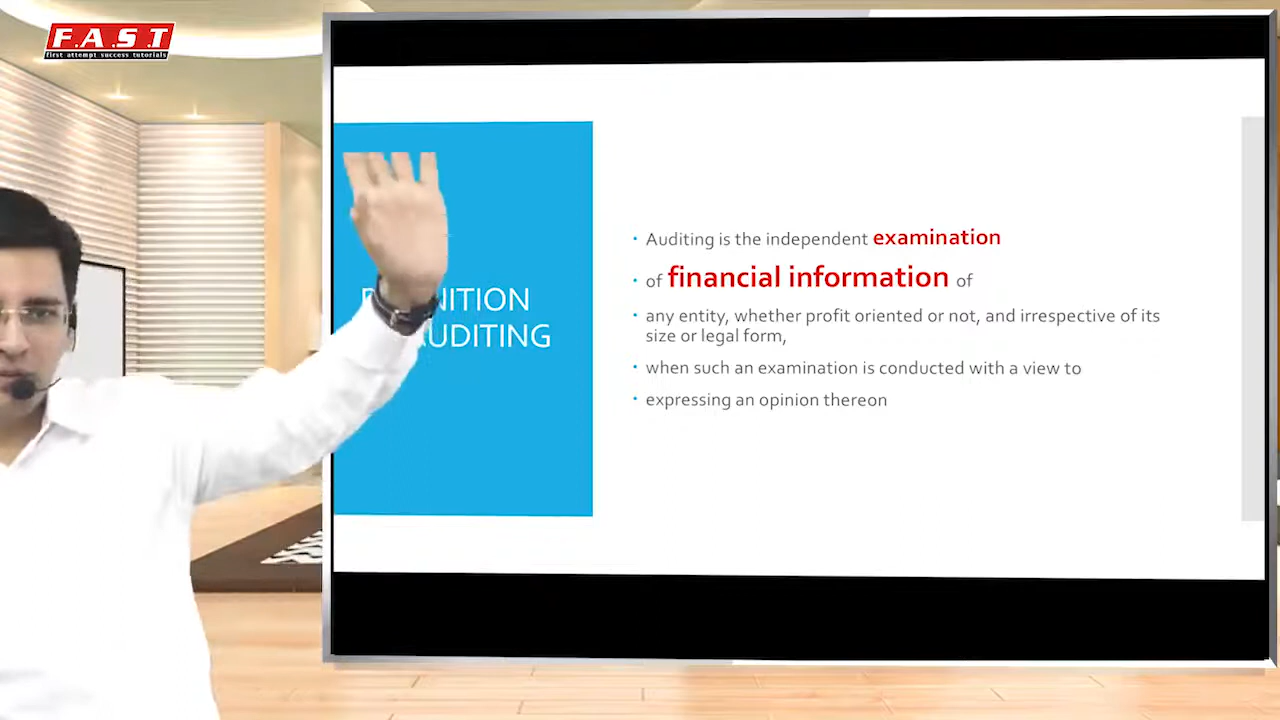 F.A.S.T
first attempt success tutorials
AUDITING
• Auditing is the independent examination
• of financial information of
• any entity, whether profit oriented or not, and irrespective of its
size or legal form,
• when such an examination is conducted with a view to
• expressing an opinion thereon